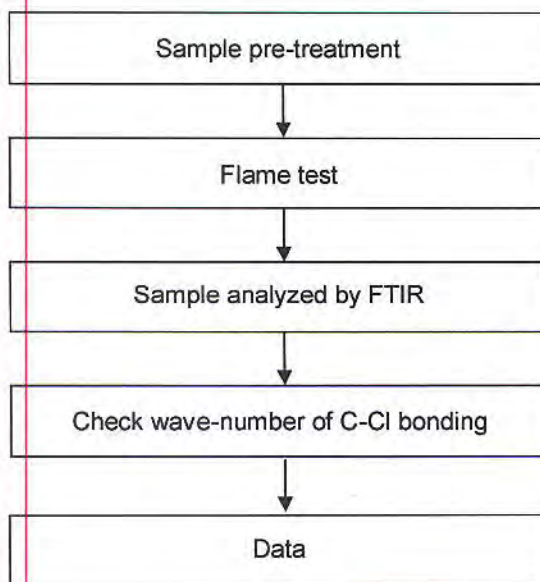 Sample pre-treatment
Flame test
Sample analyzed by FTIR
Check wave-number of C-Cl bonding
Data